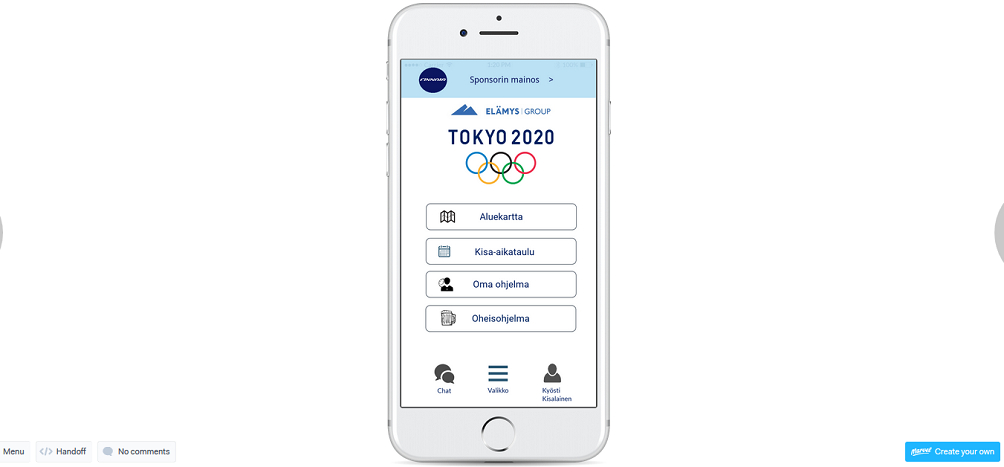 FINNAIR
Sponsorin mainos >
ELÄMYS GROUP
TOKYO 2020
Aluekartta
Kisa-aikataulu
Oma ohjelma
Oheisohjelma
Chat
Valikko
Kyösti
Kisalainen
Menu
</> Handoff
No comments
Marvel Create your own